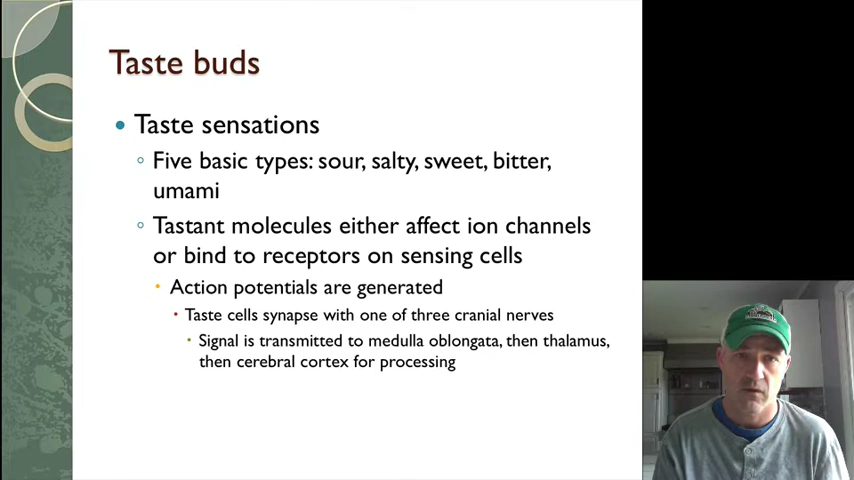 Taste buds
Taste sensations
Five basic types: sour, salty, sweet, bitter,
umami
Tastant molecules either affect ion channels
or bind to receptors on sensing cells
Action potentials are generated
Taste cells synapse with one of three cranial nerves
Signal is transmitted to medulla oblongata, then thalamus,
then cerebral cortex for processing